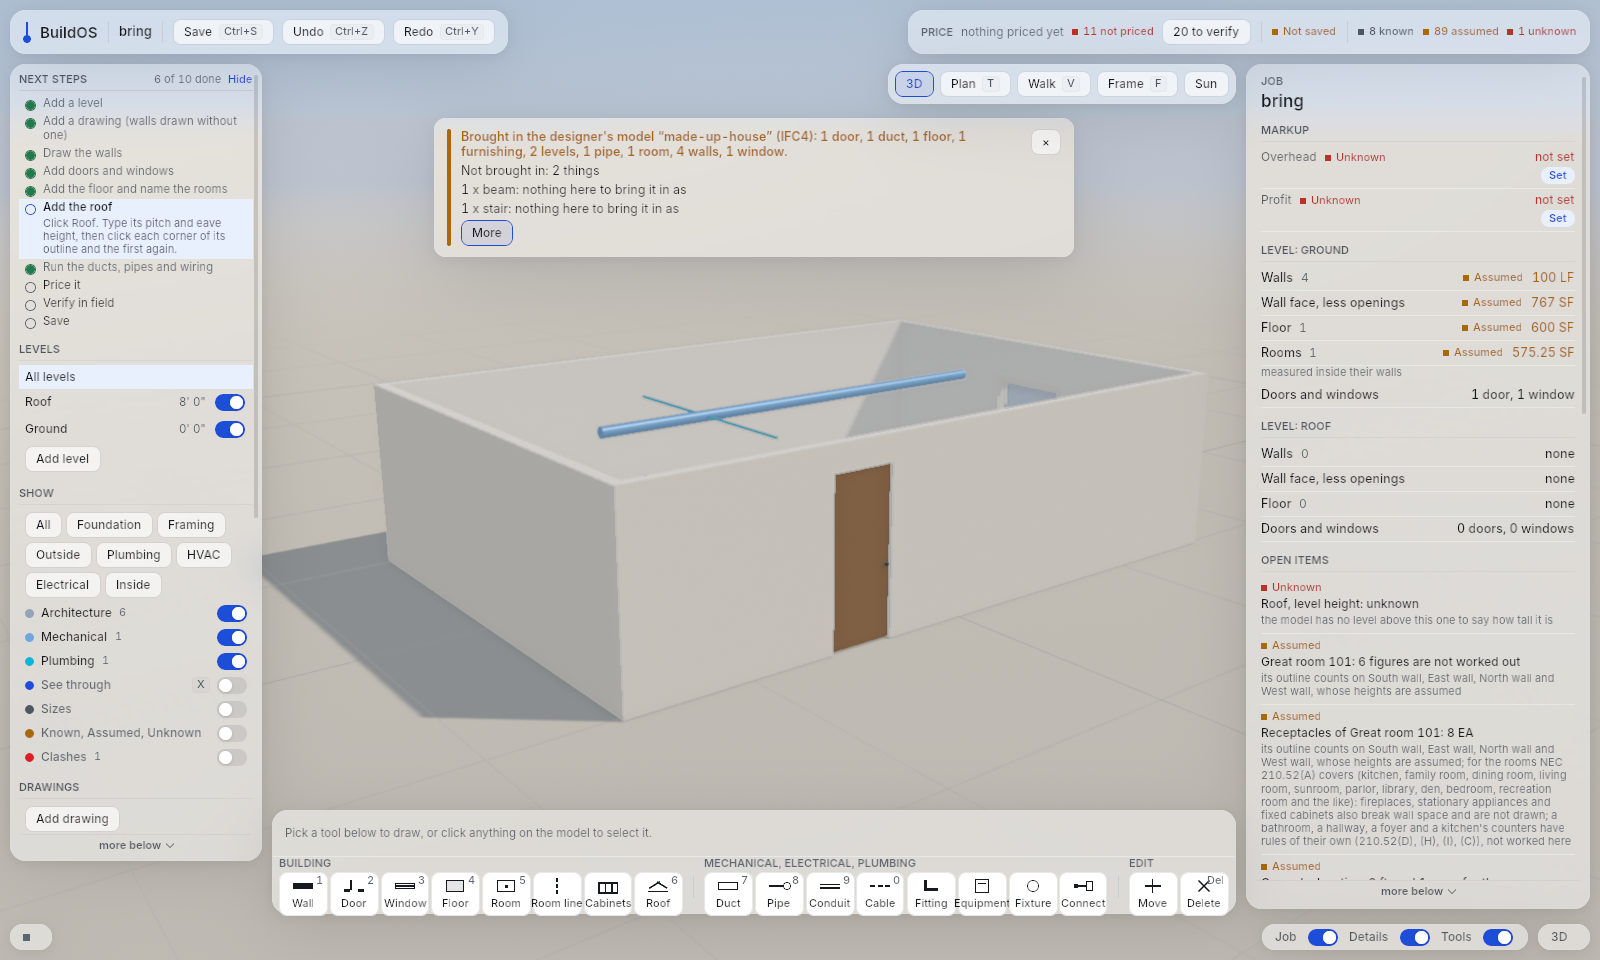 BuildOS
bring
Save Ctrl+S
Undo Ctrl+Z
Redo Ctrl+Y
PRICE nothing priced yet 11 not priced
20 to verify
Not saved
8 known 89 assumed 1 unknown
NEXT STEPS 6 of 10 done Hide
Add a level
Add a drawing (walls drawn without
one)
Draw the walls
Add doors and windows
Add the floor and name the rooms
Add the roof
Click Roof. Type its pitch and eave
height, then click each corner of its
outline and the first again.
Run the ducts, pipes and wiring
Price it
Verify in field
Save
LEVELS
All levels
Roof 8' 0"
Ground 0' 0"
Add level
SHOW
All Foundation Framing
Outside Plumbing HVAC
Electrical Inside
Architecture 6
Mechanical 1
Plumbing 1
See through X
Sizes
Known, Assumed, Unknown
Clashes 1
DRAWINGS
Add drawing
more below
3D Plan T Walk V Frame F Sun
Brought in the designer's model “made-up-house” (IFC4): 1 door, 1 duct, 1 floor, 1
furnishing, 2 levels, 1 pipe, 1 room, 4 walls, 1 window.
×
Not brought in: 2 things
1 x beam: nothing here to bring it in as
1 x stair: nothing here to bring it in as
More
Pick a tool below to draw, or click anything on the model to select it.
BUILDING
1 Wall
2 Door
3 Window
4 Floor
5 Room
Room line
Cabinets
6 Roof
MECHANICAL, ELECTRICAL, PLUMBING
7 Duct
8 Pipe
9 Conduit
0 Cable
Fitting
Equipment
Fixture
Connect
EDIT
Move
Del Delete
JOB
bring
MARKUP
Overhead Unknown not set
Set
Profit Unknown not set
Set
LEVEL: GROUND
Walls 4 Assumed 100 LF
Wall face, less openings Assumed 767 SF
Floor 1 Assumed 600 SF
Rooms 1 Assumed 575.25 SF
measured inside their walls
Doors and windows 1 door, 1 window
LEVEL: ROOF
Walls 0 none
Wall face, less openings none
Floor 0 none
Doors and windows 0 doors, 0 windows
OPEN ITEMS
Unknown
Roof, level height: unknown
the model has no level above this one to say how tall it is
Assumed
Great room 101: 6 figures are not worked out
its outline counts on South wall, East wall, North wall and
West wall, whose heights are assumed
Assumed
Receptacles of Great room 101: 8 EA
its outline counts on South wall, East wall, North wall and
West wall, whose heights are assumed; for the rooms NEC
210.52(A) covers (kitchen, family room, dining room, living
room, sunroom, parlor, library, den, bedroom, recreation
room and the like): fireplaces, stationary appliances and
fixed cabinets also break wall space and are not drawn; a
bathroom, a hallway, a foyer and a kitchen's counters have
rules of their own (210.52(D), (H), (I), (C)), not worked here
Assumed
more below
Job Details Tools 3D